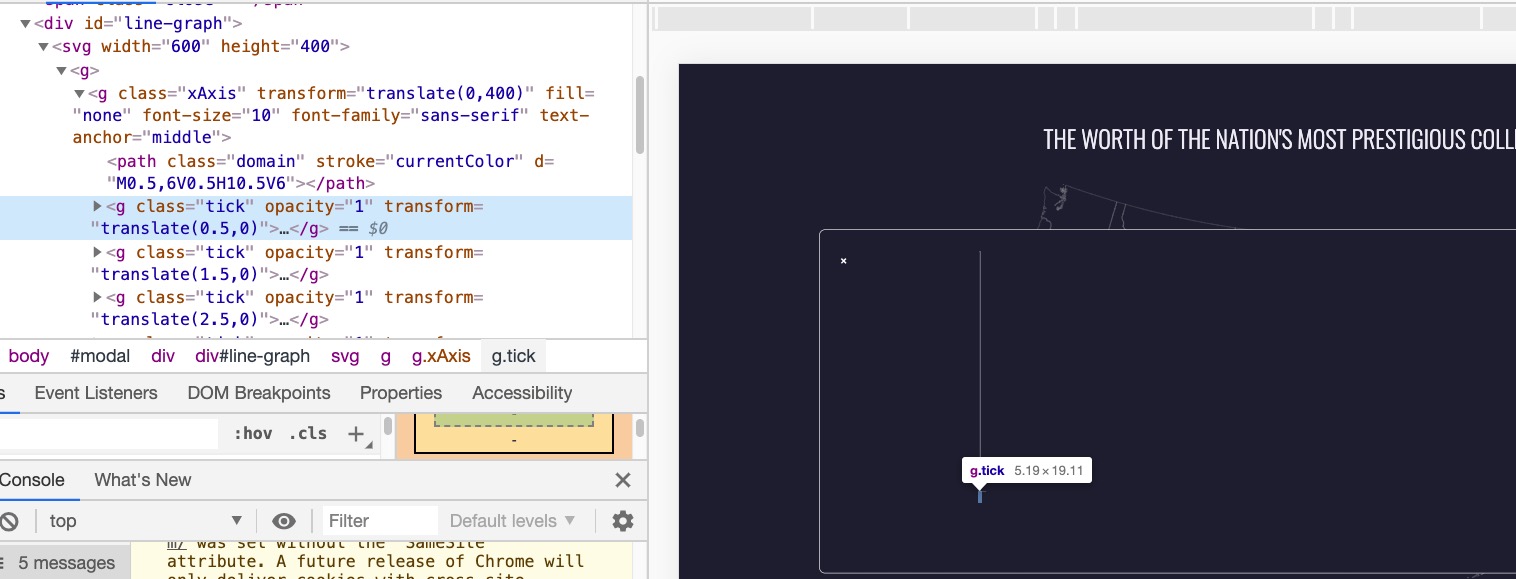 <div id="line-graph">
<svg width="600" height="400">
<g>
<g class="xAxis" transform="translate(0,400)" fill=
"none" font-size="10" font-family="sans-serif" text-
anchor="middle">
<path class="domain" stroke="currentColor" d=
"M0.5,6V0.5H10.5V6"></path>
<g class="tick" opacity="1" transform=
"translate(0.5,0)">…</g> == $0
<g class="tick" opacity="1" transform=
"translate(1.5,0)">…</g>
<g class="tick" opacity="1" transform=
"translate(2.5,0)">…</g>
body #modal div div#line-graph svg g g.xAxis g.tick
s Event Listeners DOM Breakpoints Properties Accessibility
:hov .cls +
-
Console What's New
top Filter Default levels
5 messages
m/ was set without the `SameSite`
attribute. A future release of Chrome will
only deliver cookies with cross-site
THE WORTH OF THE NATION'S MOST PRESTIGIOUS COLL
×
g.tick 5.19 × 19.11